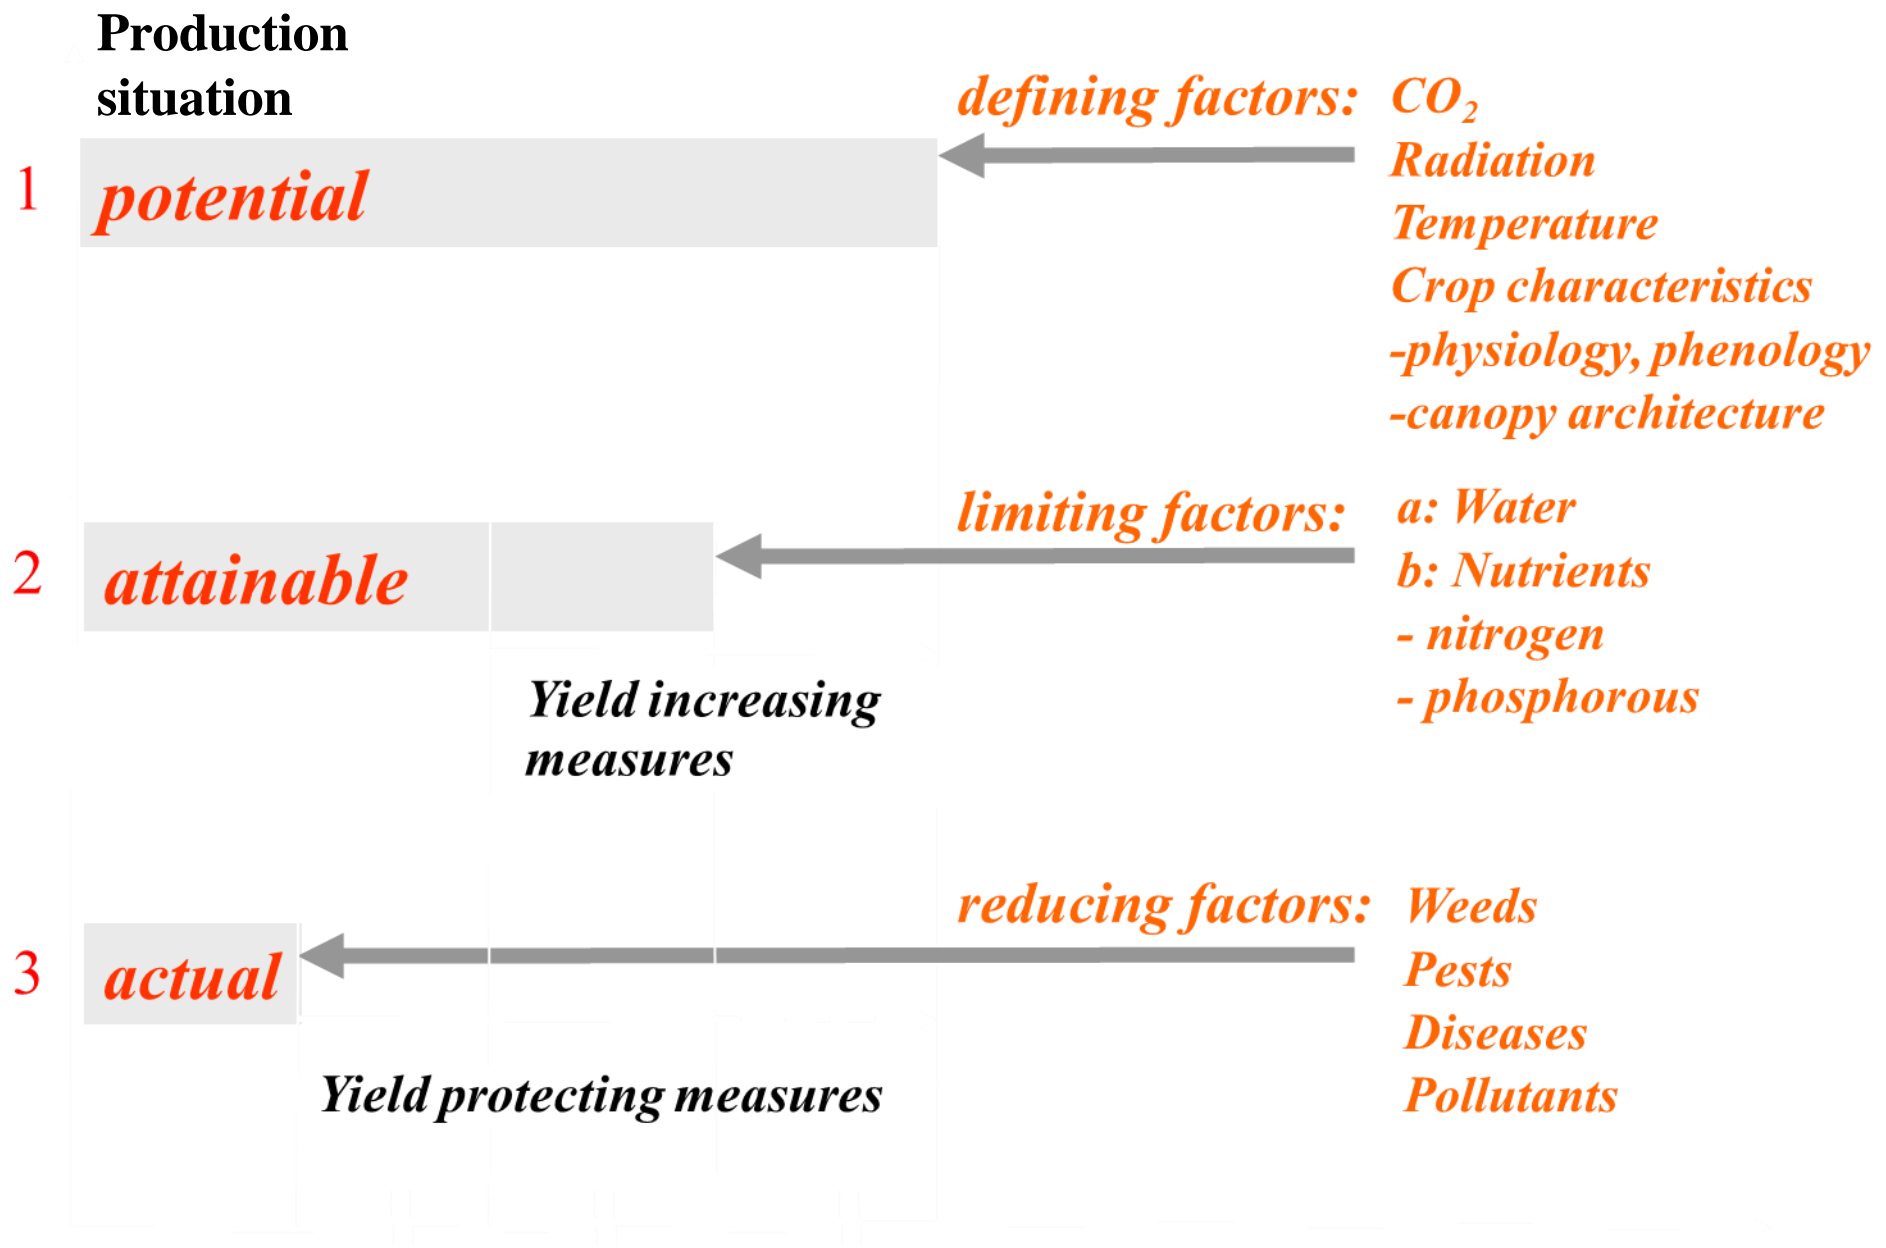 Production
situation
defining factors:
CO₂
Radiation
1
potential
Temperature
Crop characteristics
-physiology, phenology
-canopy architecture
limiting factors:
a: Water
2
attainable
b: Nutrients
- nitrogen
- phosphorous
Yield increasing
measures
reducing factors:
Weeds
3
actual
Pests
Diseases
Pollutants
Yield protecting measures